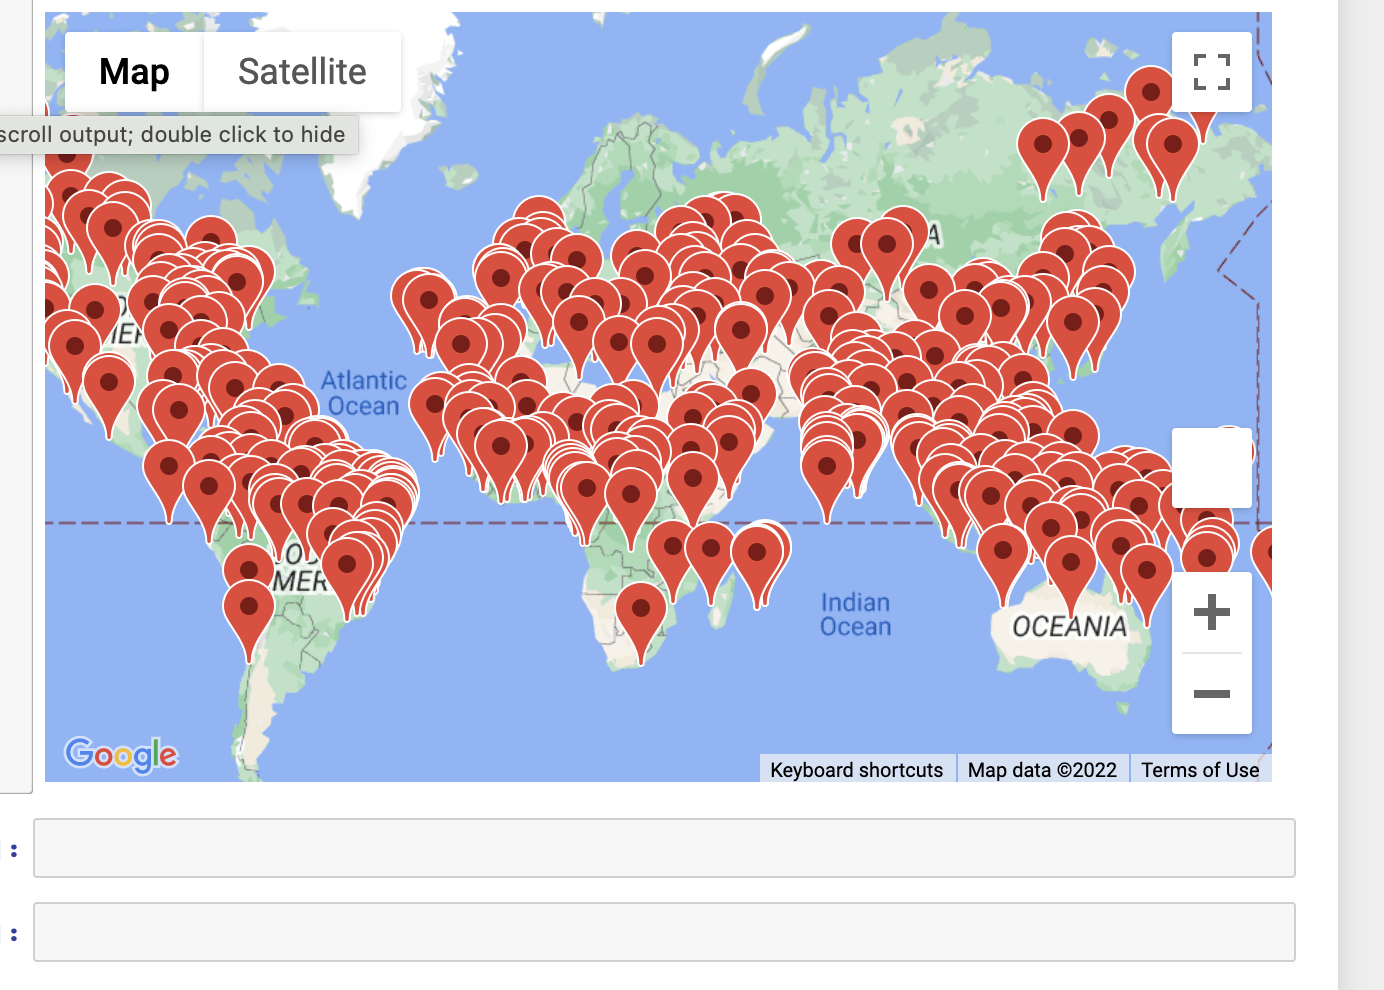 Map
Satellite
scroll output; double click to hide
A
Atlantic
Ocean
MER
Indian
Ocean
OCEANIA
Google
Keyboard shortcuts
Map data ©2022
Terms of Use
:
: